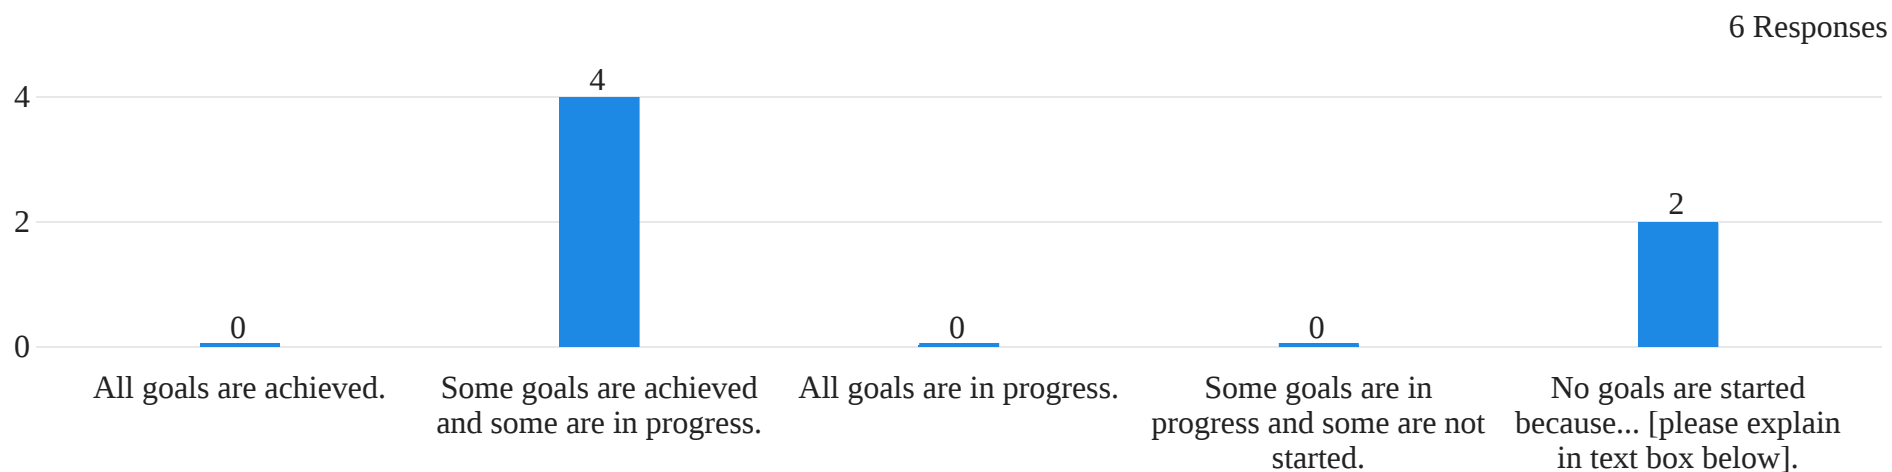 6 Responses
4
4
2
2
0
0
0
0
All goals are achieved.
Some goals are achieved
and some are in progress.
All goals are in progress.
Some goals are in
progress and some are not
started.
No goals are started
because... [please explain
in text box below].